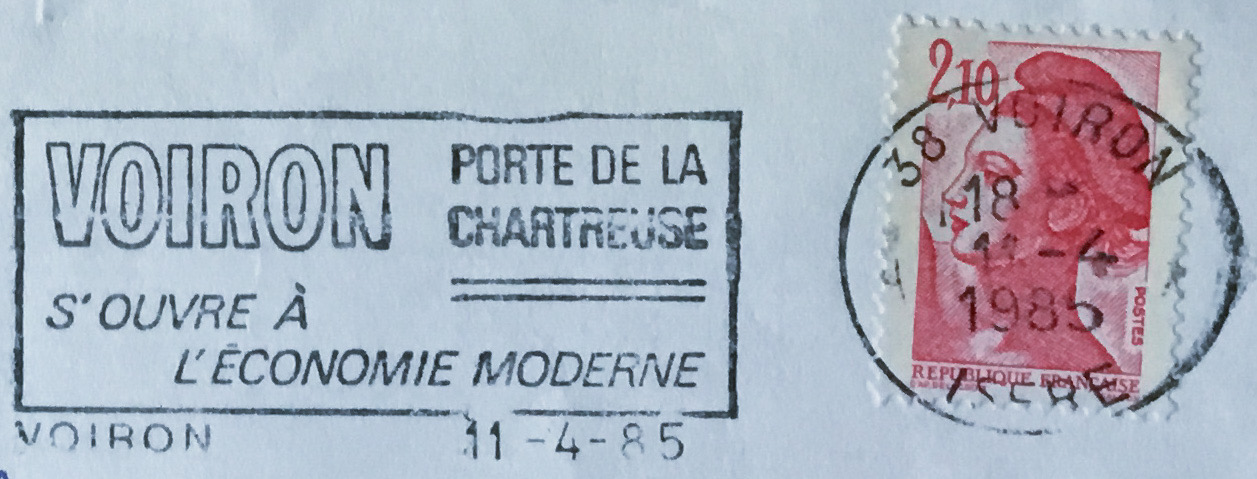 VOIRON
PORTE DE LA
CHARTREUSE
S'OUVRE À
L'ÉCONOMIE MODERNE
VOIRON 11-4-85
2,10
POSTES
REPUBLIQUE FRANÇAISE
38 VOIRON
18
11-4
1985
ISERE